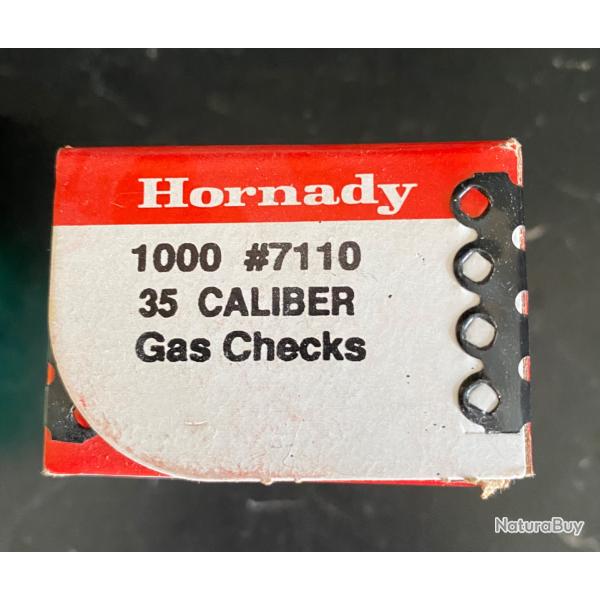 Hornady
1000 #7110
35 CALIBER
Gas Checks
NaturaBuy